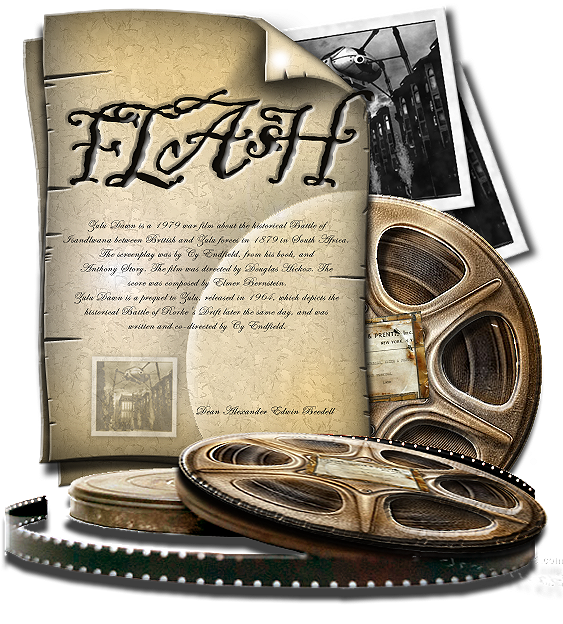 FLAsH
Zulu Dawn is a 1979 war film about the historical Battle of
Isandlwana between British and Zulu forces in 1879 in South Africa.
The screenplay was by Cy Endfield, from his book, and
Anthony Story. The film was directed by Douglas Hickox. The
score was composed by Elmer Bernstein.
Zulu Dawn is a prequel to Zulu, released in 1964, which depicts the
historical Battle of Rorke's Drift later the same day, and was
written and co-directed by Cy Endfield.
& PRENTIS Inc.
NEW YORK, N.Y.
Dean Alexander Edwin Beedell